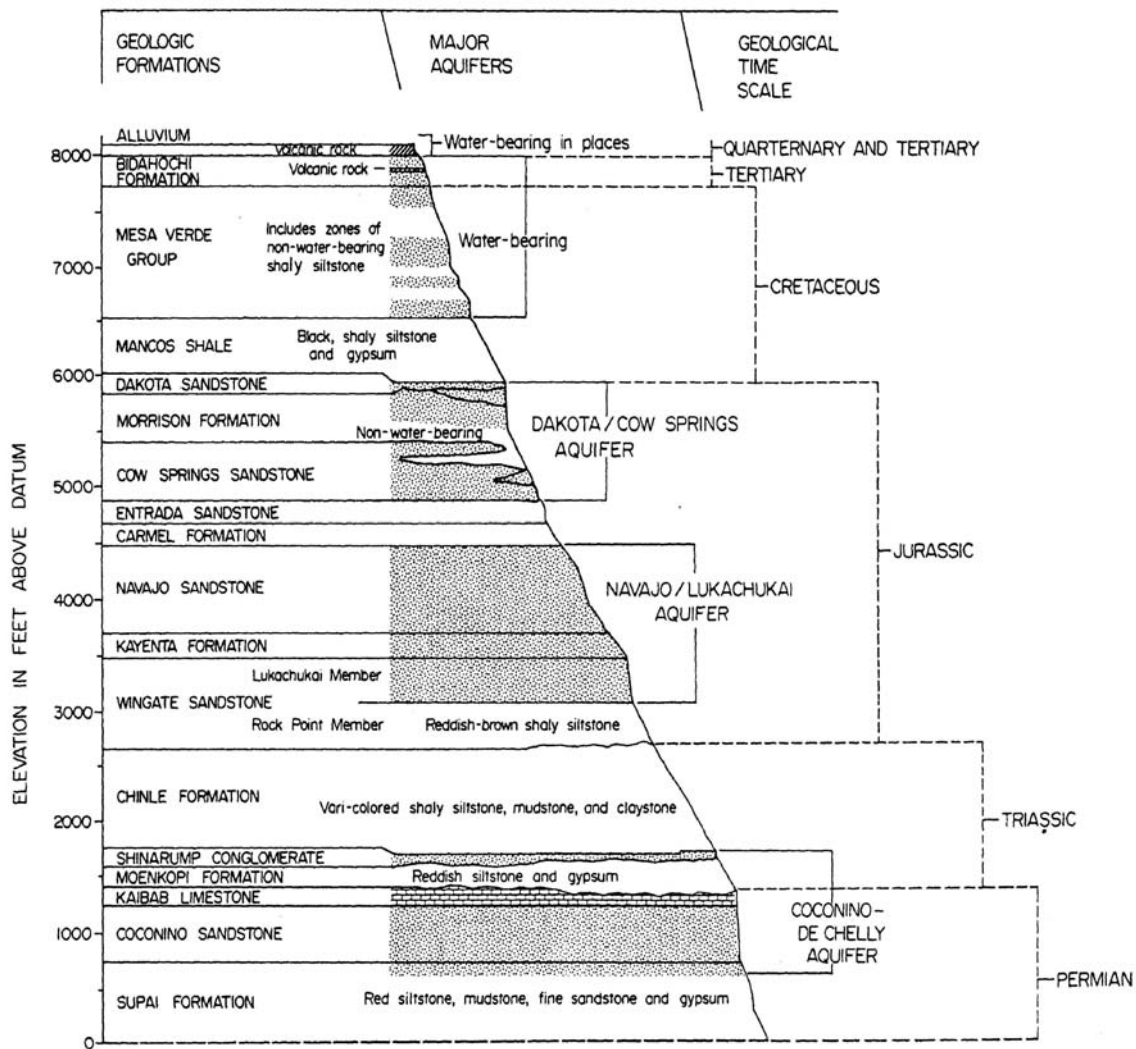 GEOLOGIC
FORMATIONS
MAJOR
AQUIFERS
GEOLOGICAL
TIME
SCALE
ELEVATION IN FEET ABOVE DATUM
8000
7000
6000
5000
4000
3000
2000
1000
0
ALLUVIUM
Volcanic rock
BIDAHOCHI
FORMATION
Volcanic rock
MESA VERDE
GROUP
Includes zones of
non-water-bearing
shaly siltstone
MANCOS SHALE
Black, shaly siltstone
and gypsum
DAKOTA SANDSTONE
MORRISON FORMATION
Non-water-bearing
COW SPRINGS SANDSTONE
ENTRADA SANDSTONE
CARMEL FORMATION
NAVAJO SANDSTONE
KAYENTA FORMATION
Lukachukai Member
WINGATE SANDSTONE
Rock Point Member
Reddish-brown shaly siltstone
CHINLE FORMATION
Vari-colored shaly siltstone, mudstone, and claystone
SHINARUMP CONGLOMERATE
MOENKOPI FORMATION
Reddish siltstone and gypsum
KAIBAB LIMESTONE
COCONINO SANDSTONE
SUPAI FORMATION
Red siltstone, mudstone, fine sandstone and gypsum
Water-bearing in places
Water-bearing
DAKOTA/COW SPRINGS
AQUIFER
NAVAJO/LUKACHUKAI
AQUIFER
COCONINO-
DE CHELLY
AQUIFER
QUARTERNARY AND TERTIARY
TERTIARY
CRETACEOUS
JURASSIC
TRIASSIC
PERMIAN